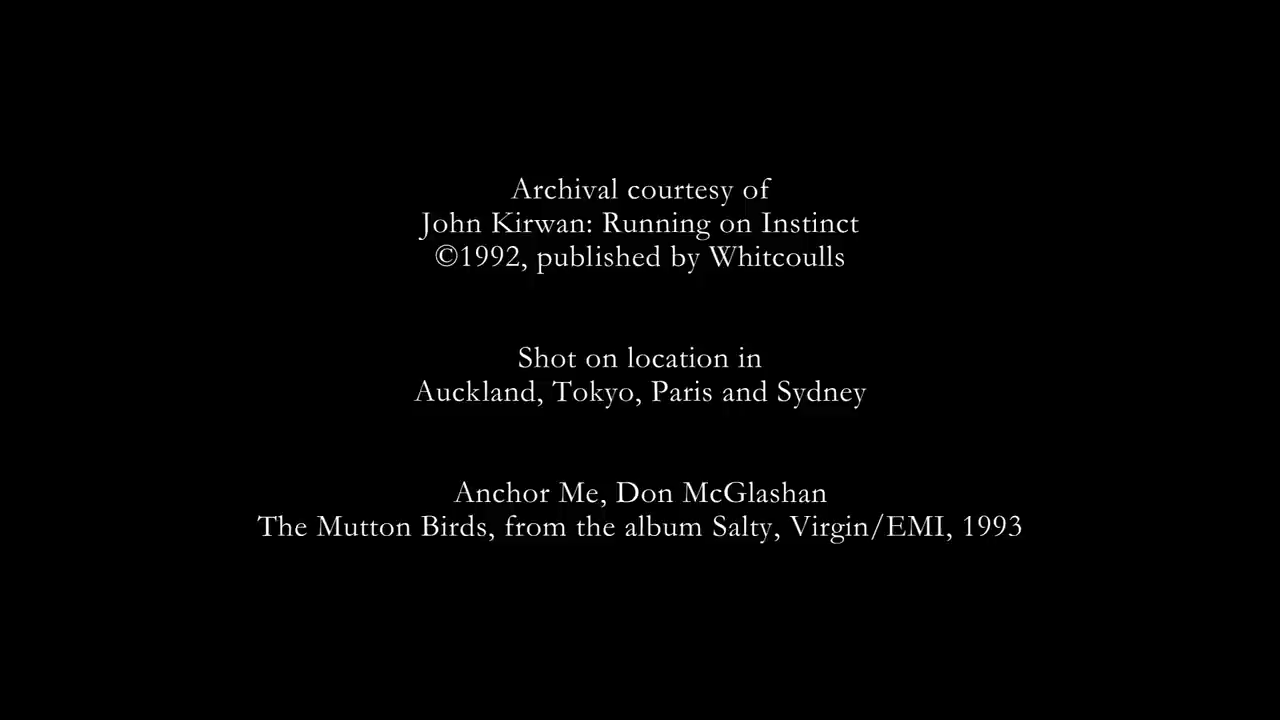 Archival courtesy of
John Kirwan: Running on Instinct
©1992, published by Whitcoulls
Shot on location in
Auckland, Tokyo, Paris and Sydney
Anchor Me, Don McGlashan
The Mutton Birds, from the album Salty, Virgin/EMI, 1993